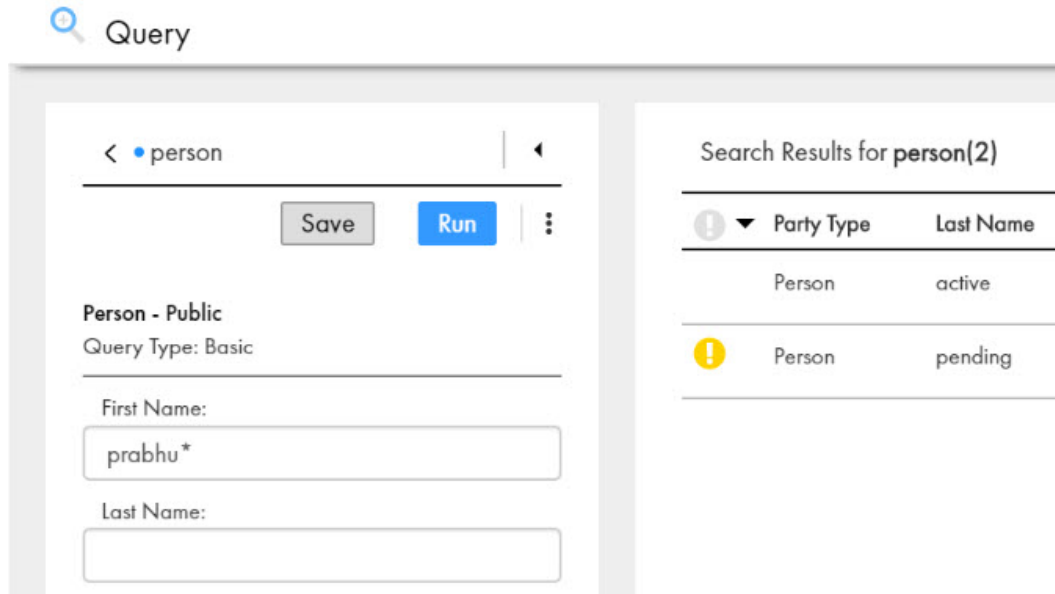 Query
person
Save Run
Person - Public
Query Type: Basic
First Name:
prabhu*
Last Name:
Search Results for person(2)
Party Type Last Name
Person active
Person pending